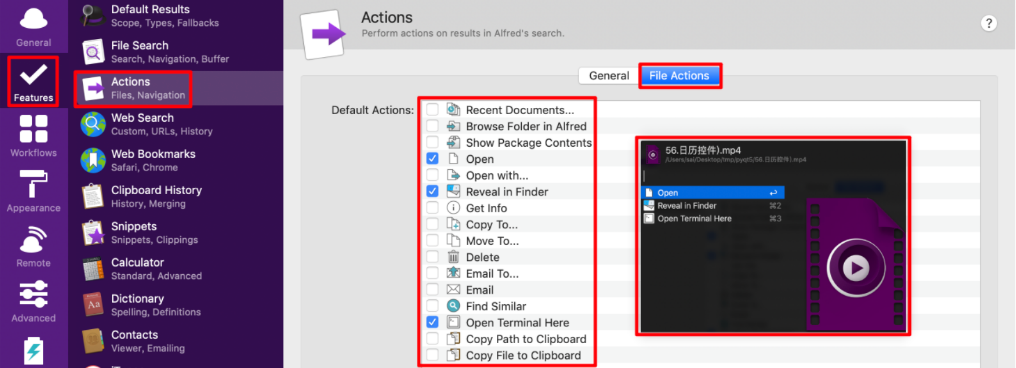 General
Features
Workflows
Appearance
Remote
Advanced
Default Results
Scope, Types, Fallbacks
File Search
Search, Navigation, Buffer
Actions
Files, Navigation
Web Search
Custom, URLs, History
Web Bookmarks
Safari, Chrome
Clipboard History
History, Merging
Snippets
Snippets, Clippings
Calculator
Standard, Advanced
Dictionary
Spelling, Definitions
Contacts
Viewer, Emailing
Actions
Perform actions on results in Alfred's search.
?
General
File Actions
Default Actions:
Recent Documents...
Browse Folder in Alfred
Show Package Contents
Open
Open with...
Reveal in Finder
Get Info
Copy To...
Move To...
Delete
Email To...
Email
Find Similar
Open Terminal Here
Copy Path to Clipboard
Copy File to Clipboard
56.日历控件).mp4
/Users/sai/Desktop/tmp/pyqt5/56.日历控件).mp4
Open ↩
Reveal in Finder ⌘2
Open Terminal Here ⌘3